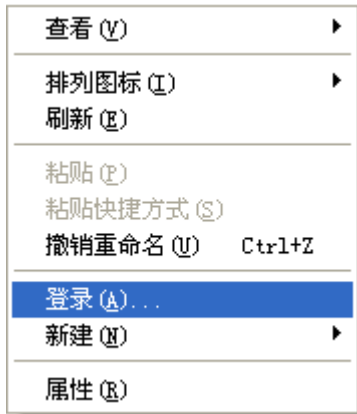 查看(V)
排列图标(I)
刷新(E)
粘贴(P)
粘贴快捷方式(S)
撤销重命名(U) Ctrl+Z
登录(A)...
新建(N)
属性(R)